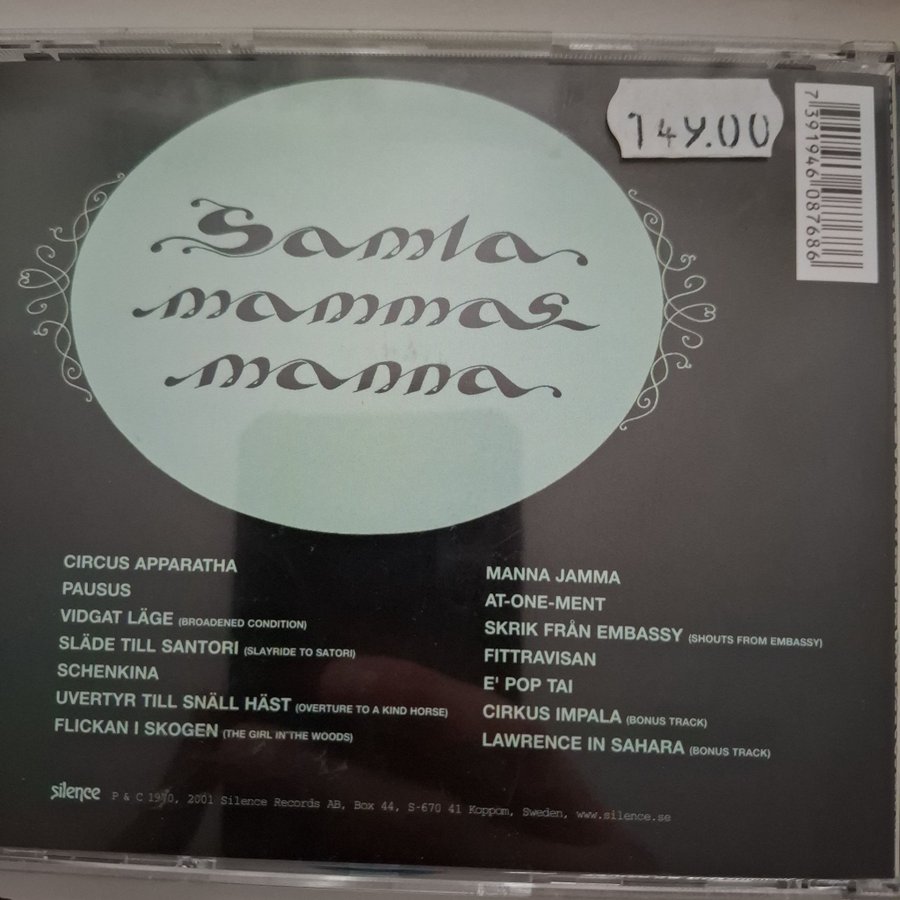 149.00
7 391946 087686
Samla
mammas
manna
CIRCUS APPARATHA
PAUSUS
VIDGAT LÄGE (BROADENED CONDITION)
SLÄDE TILL SANTORI (SLAYRIDE TO SATORI)
SCHENKINA
UVERTYR TILL SNÄLL HÄST (OVERTURE TO A KIND HORSE)
FLICKAN I SKOGEN (THE GIRL IN THE WOODS)
MANNA JAMMA
AT-ONE-MENT
SKRIK FRÅN EMBASSY (SHOUTS FROM EMBASSY)
FITTRAVISAN
E' POP TAI
CIRKUS IMPALA (BONUS TRACK)
LAWRENCE IN SAHARA (BONUS TRACK)
silence P & C 1970, 2001 Silence Records AB, Box 44, S-670 41 Koppom, Sweden, www.silence.se